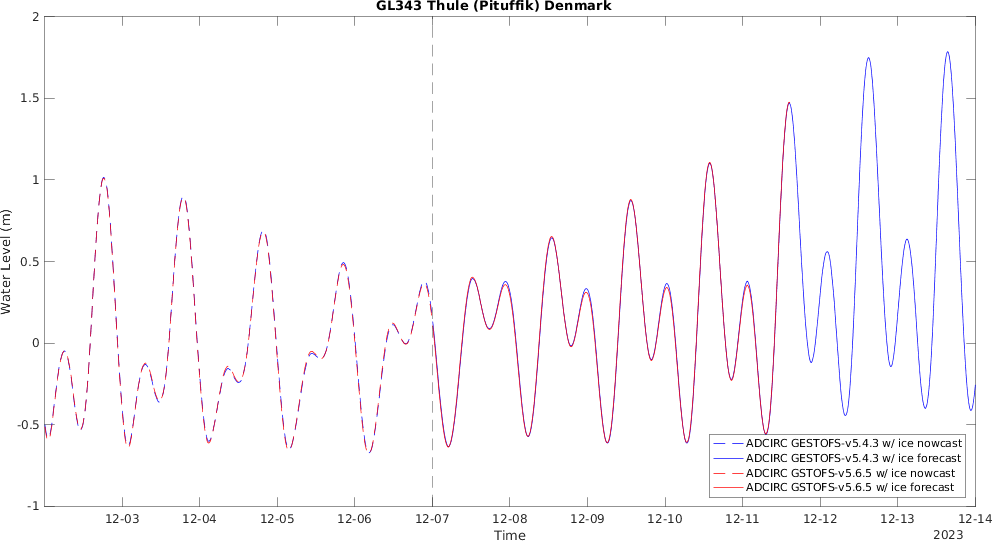 GL343 Thule (Pituffik) Denmark
2
1.5
1
0.5
0
-0.5
-1
Water Level (m)
12-03 12-04 12-05 12-06 12-07 12-08 12-09 12-10 12-11 12-12 12-13 12-14
Time
2023
ADCIRC GESTOFS-v5.4.3 w/ ice nowcast
ADCIRC GESTOFS-v5.4.3 w/ ice forecast
ADCIRC GSTOFS-v5.6.5 w/ ice nowcast
ADCIRC GSTOFS-v5.6.5 w/ ice forecast